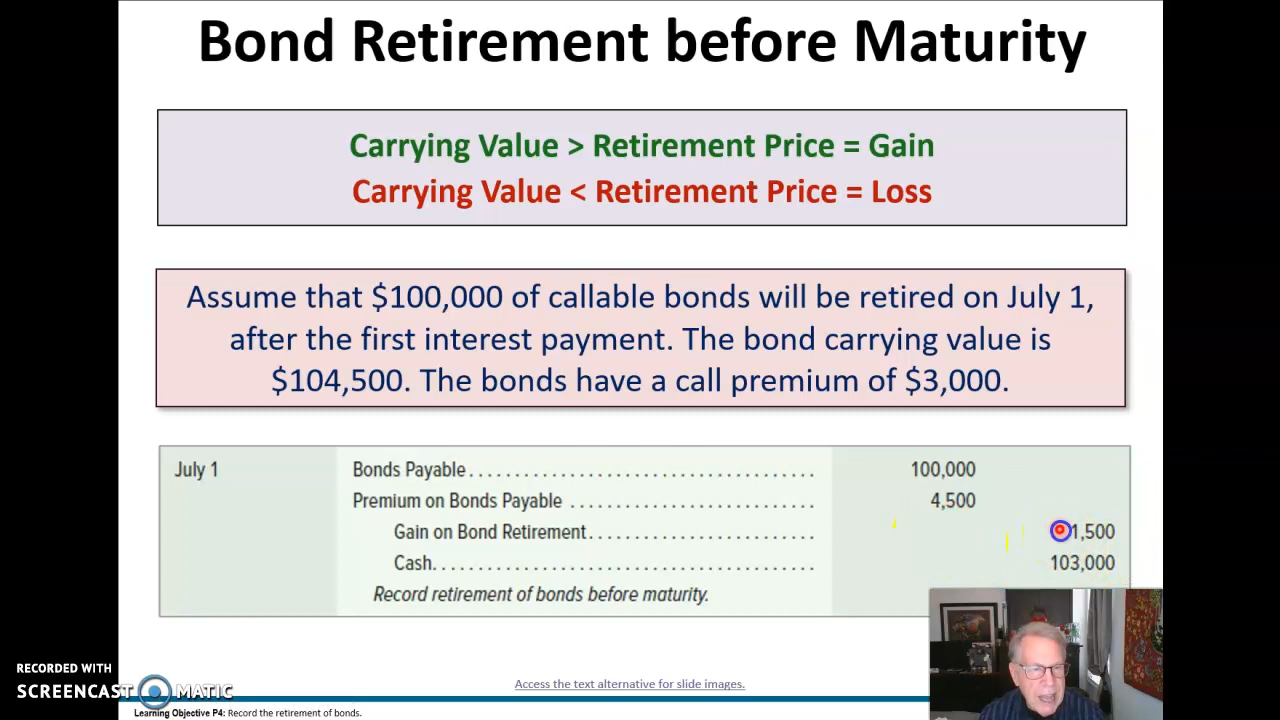 Bond Retirement before Maturity
Carrying Value > Retirement Price = Gain
Carrying Value < Retirement Price = Loss
Assume that $100,000 of callable bonds will be retired on July 1,
after the first interest payment. The bond carrying value is
$104,500. The bonds have a call premium of $3,000.
July 1 Bonds Payable 100,000
Premium on Bonds Payable 4,500
Gain on Bond Retirement 1,500
Cash 103,000
Record retirement of bonds before maturity.
RECORDED WITH
SCREENCAST MATIC
Access the text alternative for slide images.
Learning Objective P4: Record the retirement of bonds.